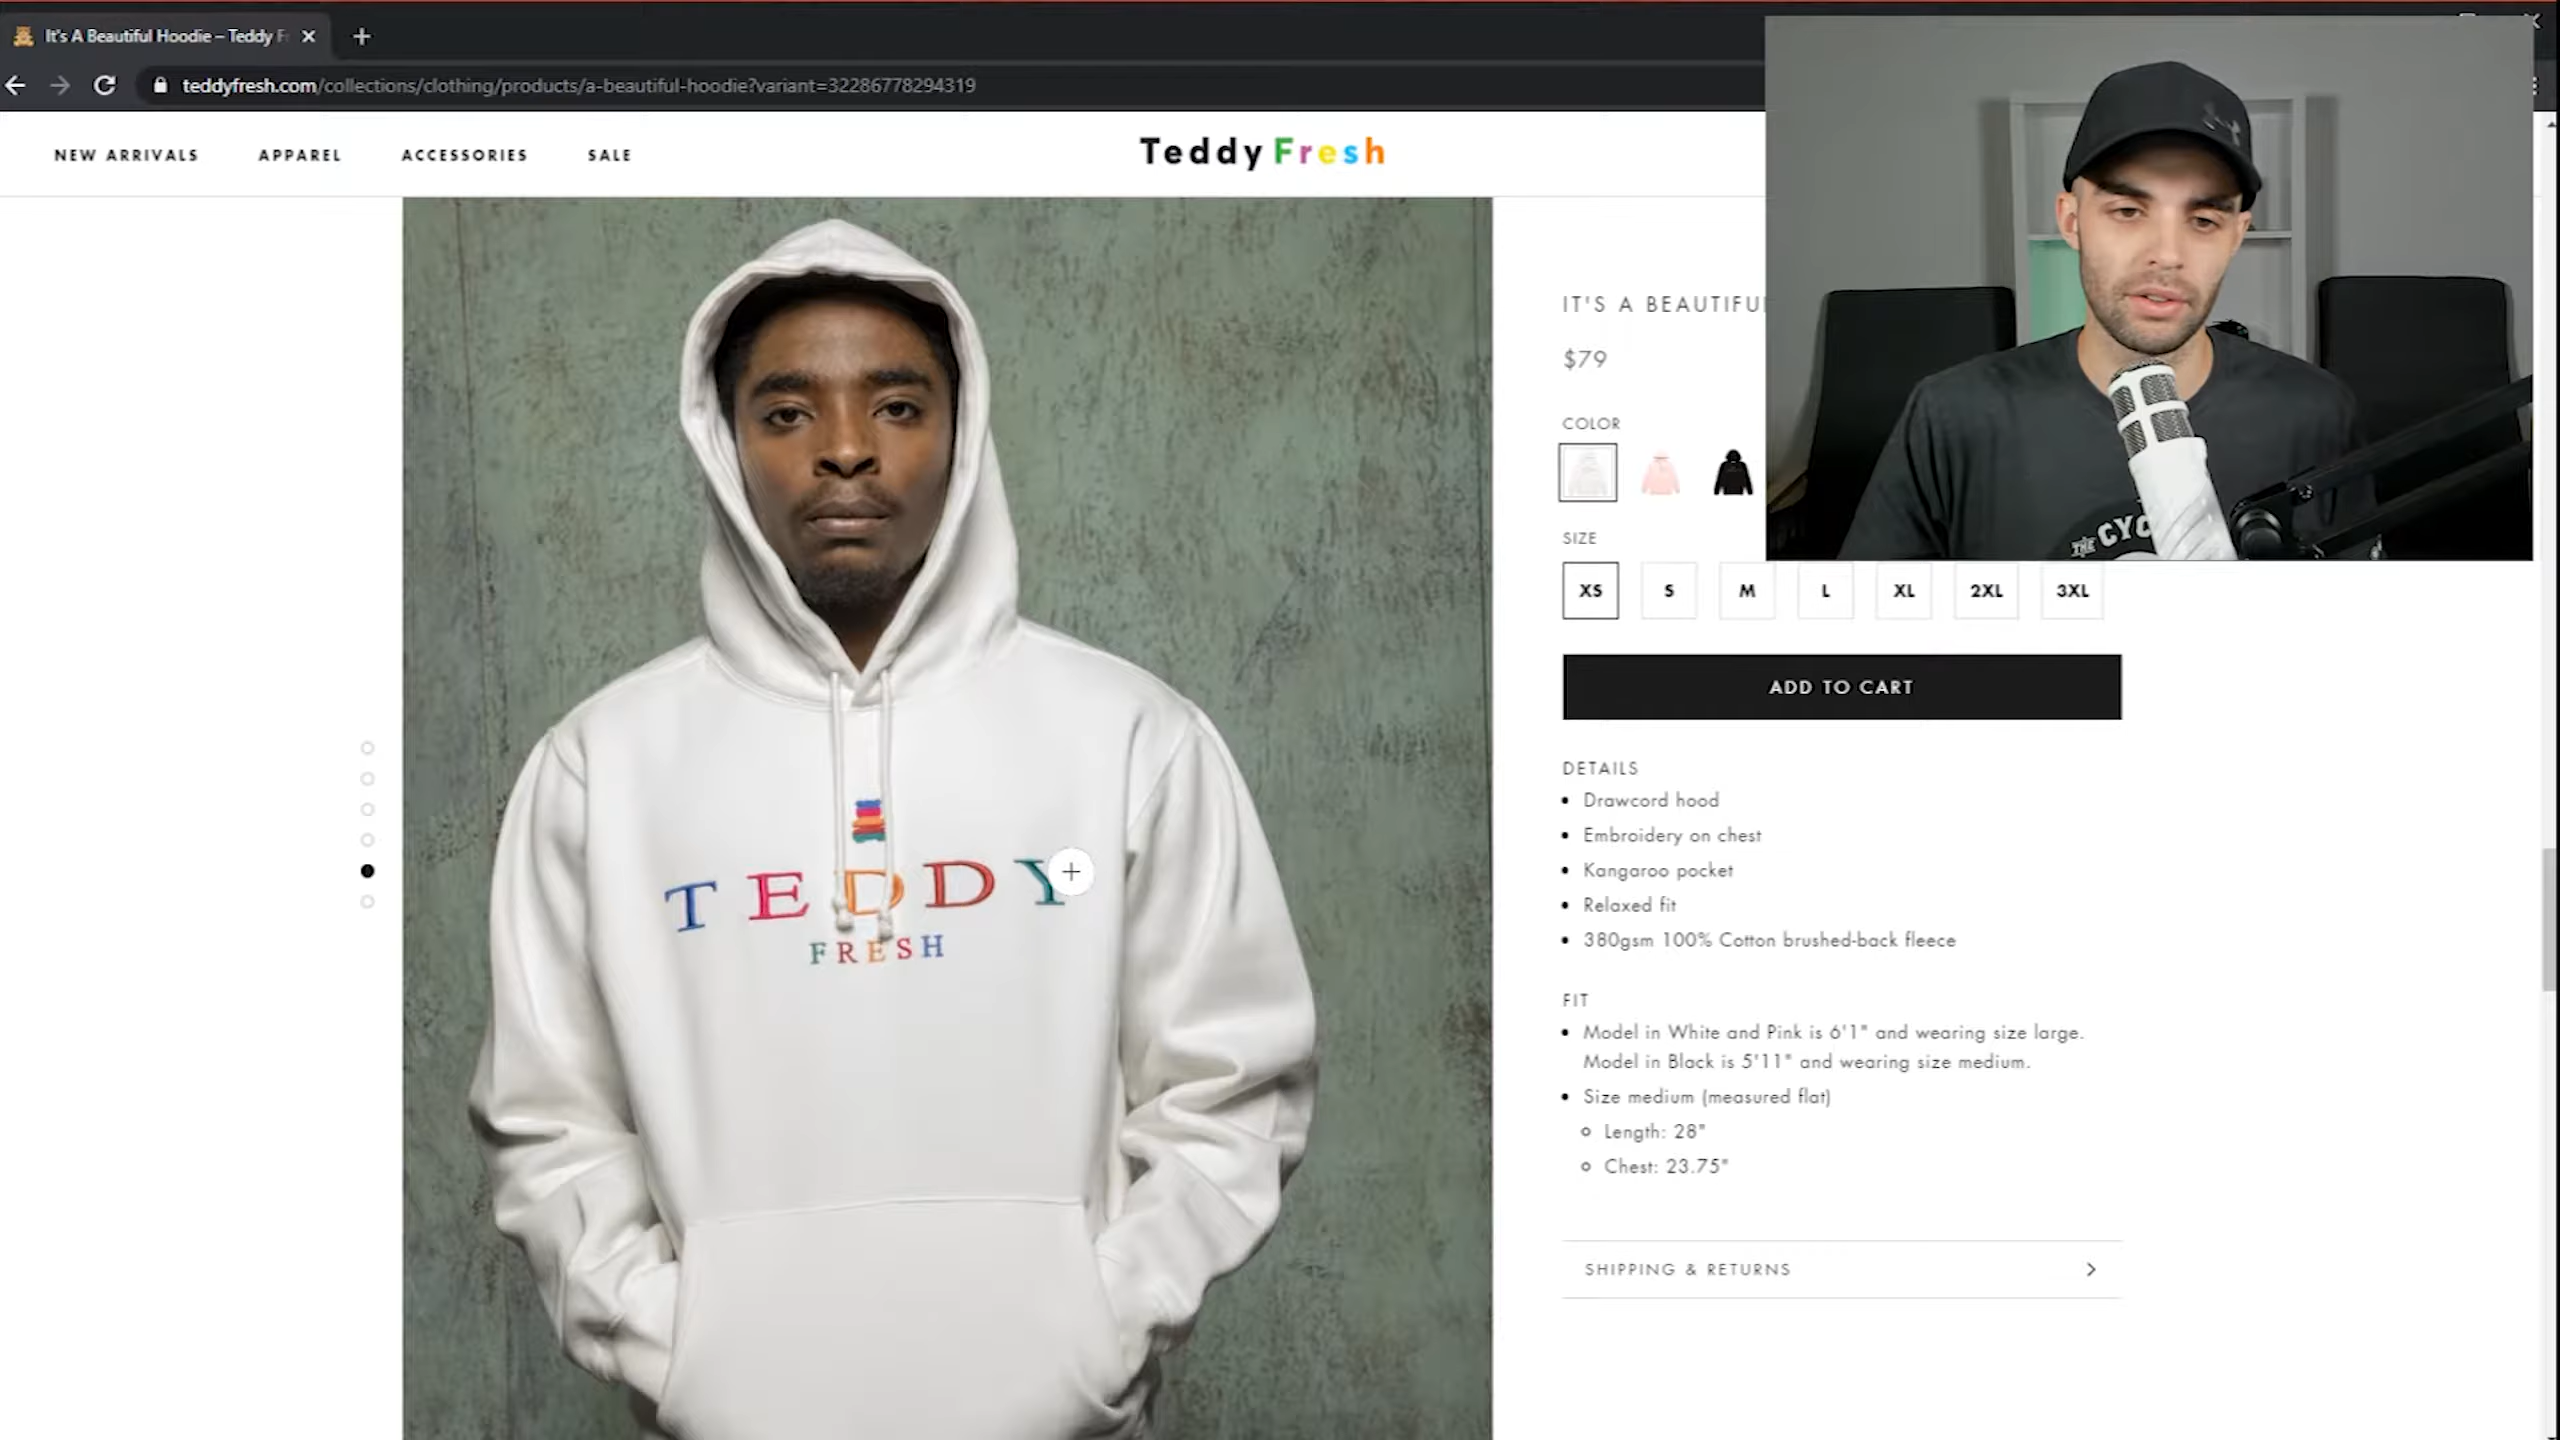 It's A Beautiful Hoodie – Teddy F
teddyfresh.com/collections/clothing/products/a-beautiful-hoodie?variant=32286778294319
NEW ARRIVALS APPAREL ACCESSORIES SALE
Teddy Fresh
IT'S A BEAUTIFUL
$79
COLOR
SIZE
XS S M L XL 2XL 3XL
ADD TO CART
DETAILS
Drawcord hood
Embroidery on chest
Kangaroo pocket
Relaxed fit
380gsm 100% Cotton brushed-back fleece
FIT
Model in White and Pink is 6'1" and wearing size large.
Model in Black is 5'11" and wearing size medium.
Size medium (measured flat)
Length: 28"
Chest: 23.75"
SHIPPING & RETURNS
TEDDY
FRESH
THE CYC